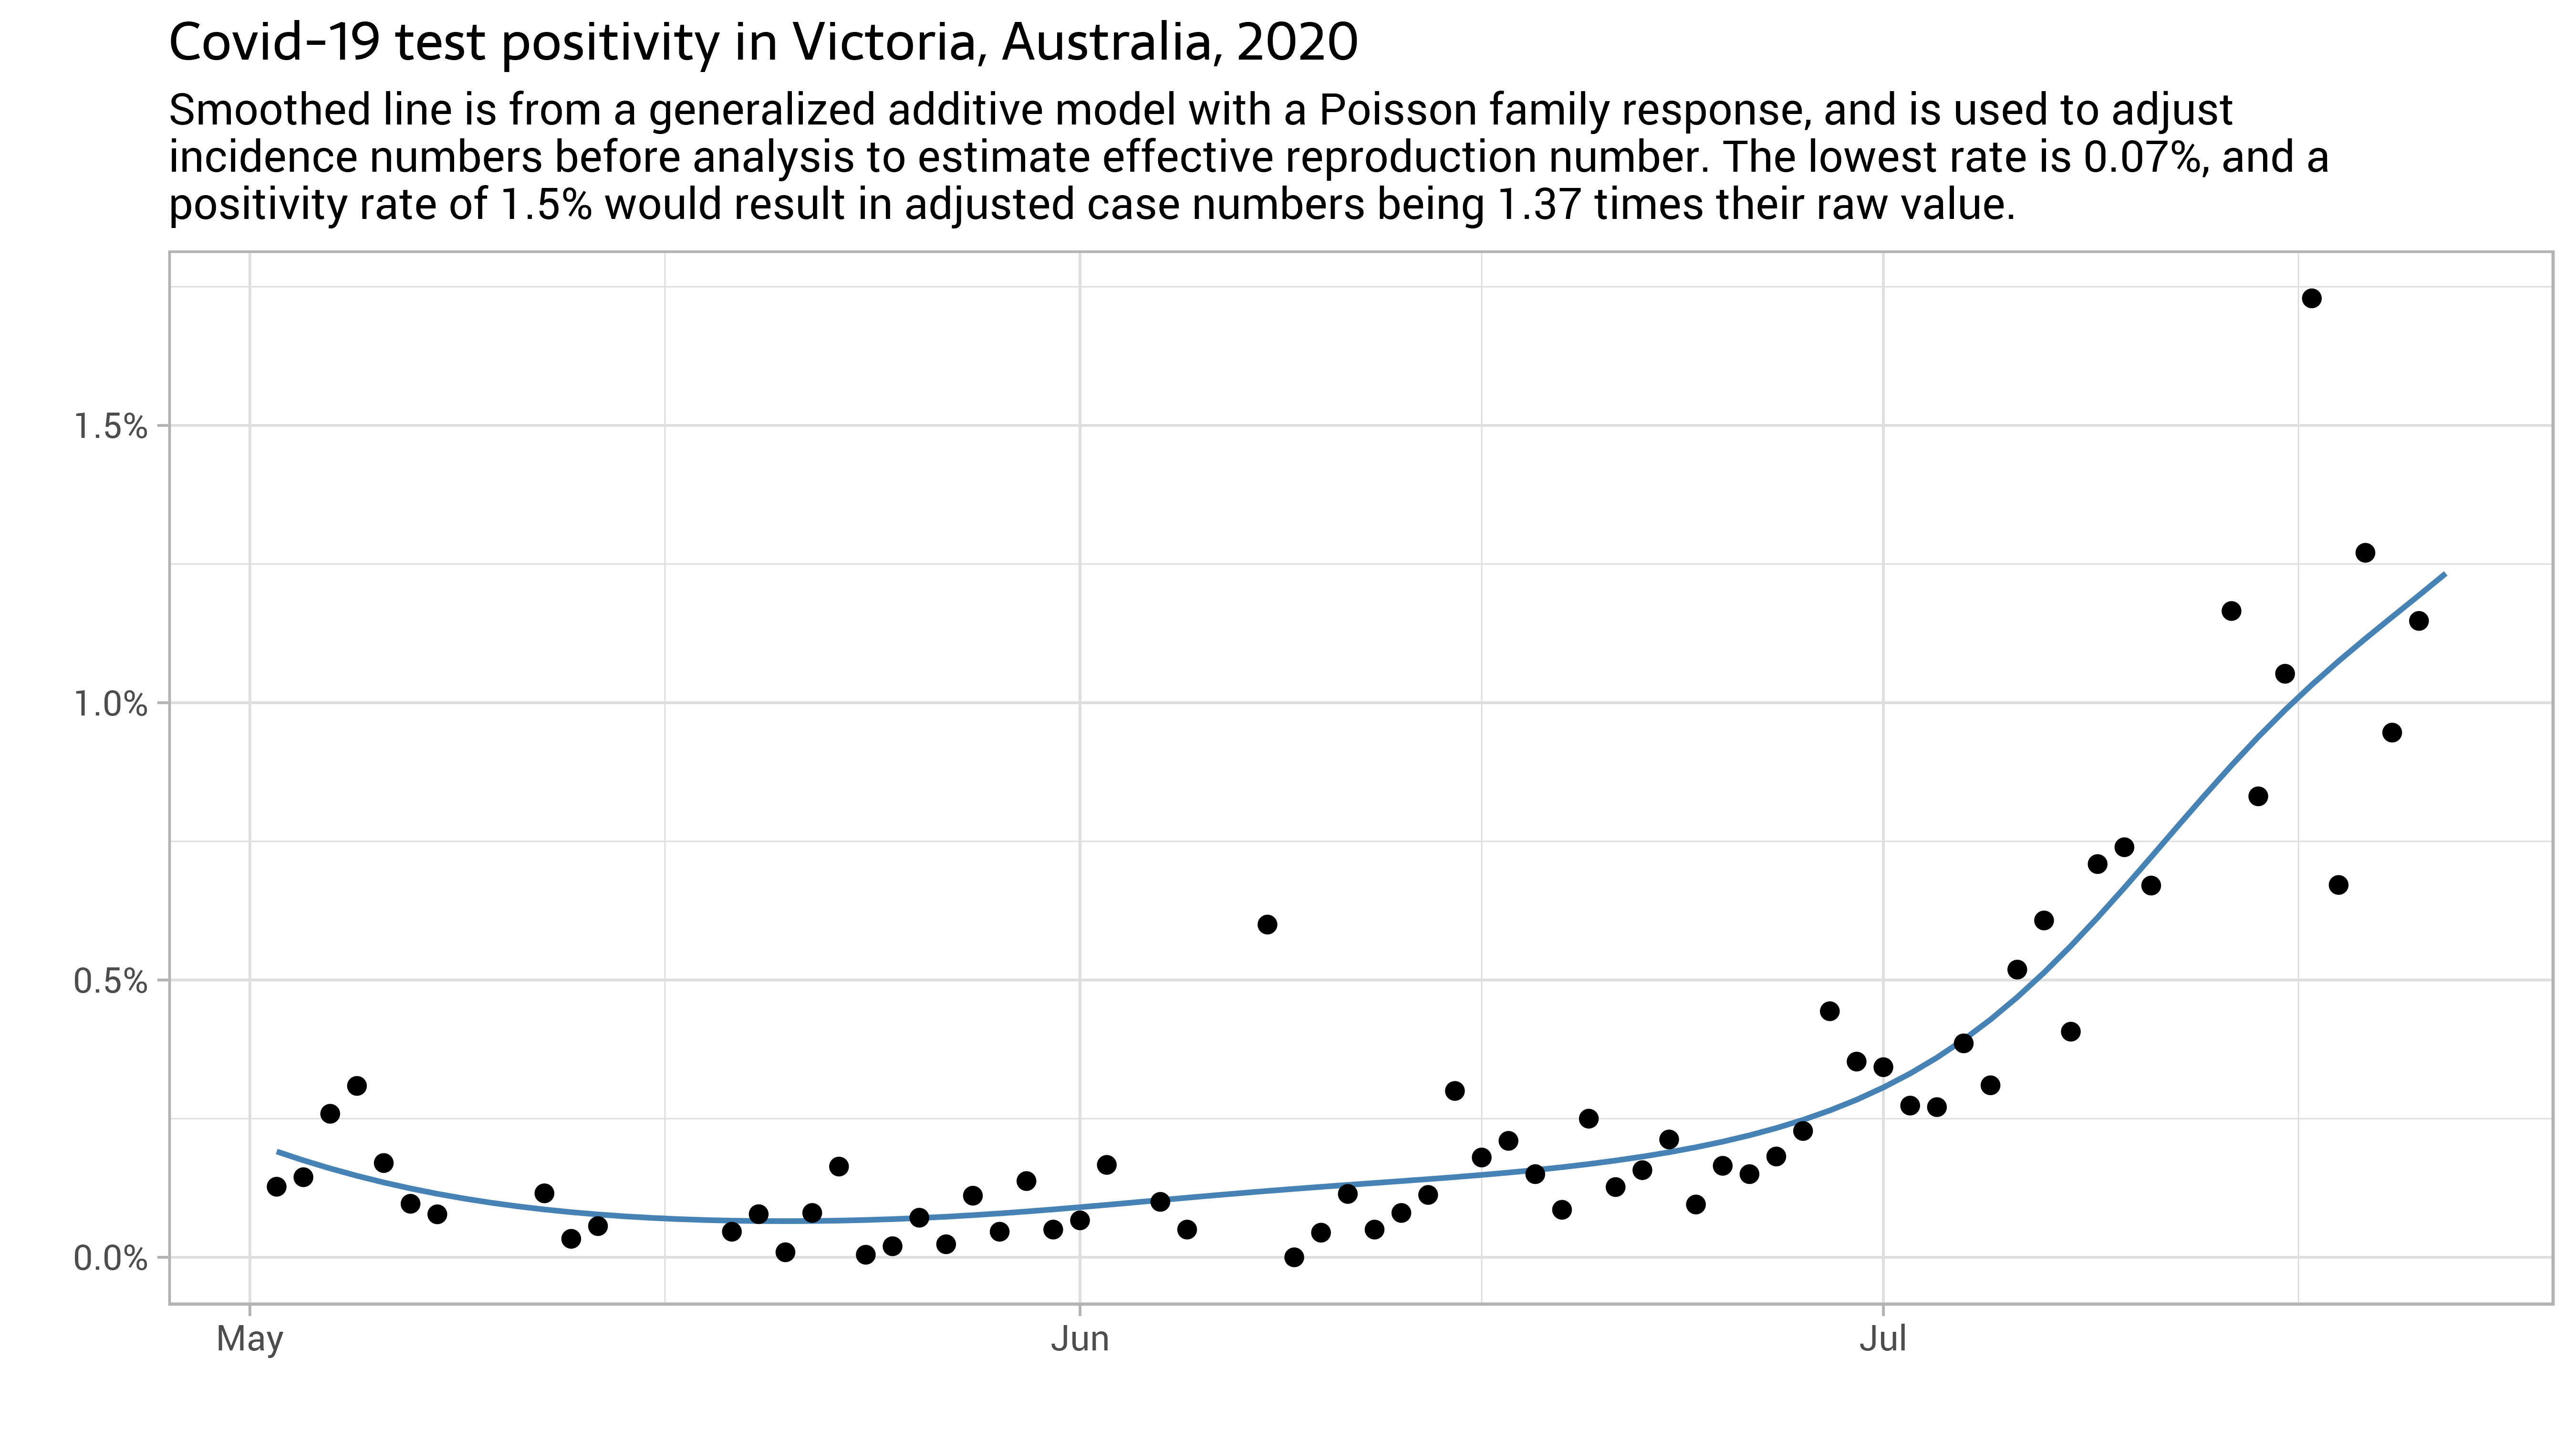 Covid-19 test positivity in Victoria, Australia, 2020
Smoothed line is from a generalized additive model with a Poisson family response, and is used to adjust
incidence numbers before analysis to estimate effective reproduction number. The lowest rate is 0.07%, and a
positivity rate of 1.5% would result in adjusted case numbers being 1.37 times their raw value.
1.5%
1.0%
0.5%
0.0%
May Jun Jul